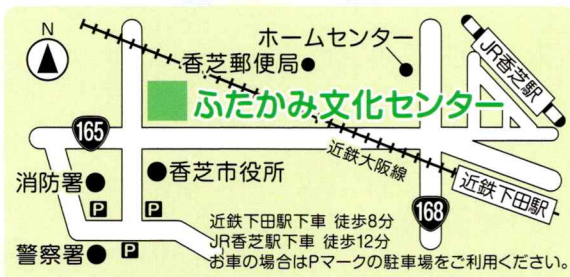 N
ホームセンター
香芝郵便局
JR香芝駅
ふたかみ文化センター
165
近鉄大阪線
消防署
香芝市役所
近鉄下田駅
168
P
P
P
警察署
近鉄下田駅下車 徒歩8分
JR香芝駅下車 徒歩12分
お車の場合はPマークの駐車場をご利用ください。